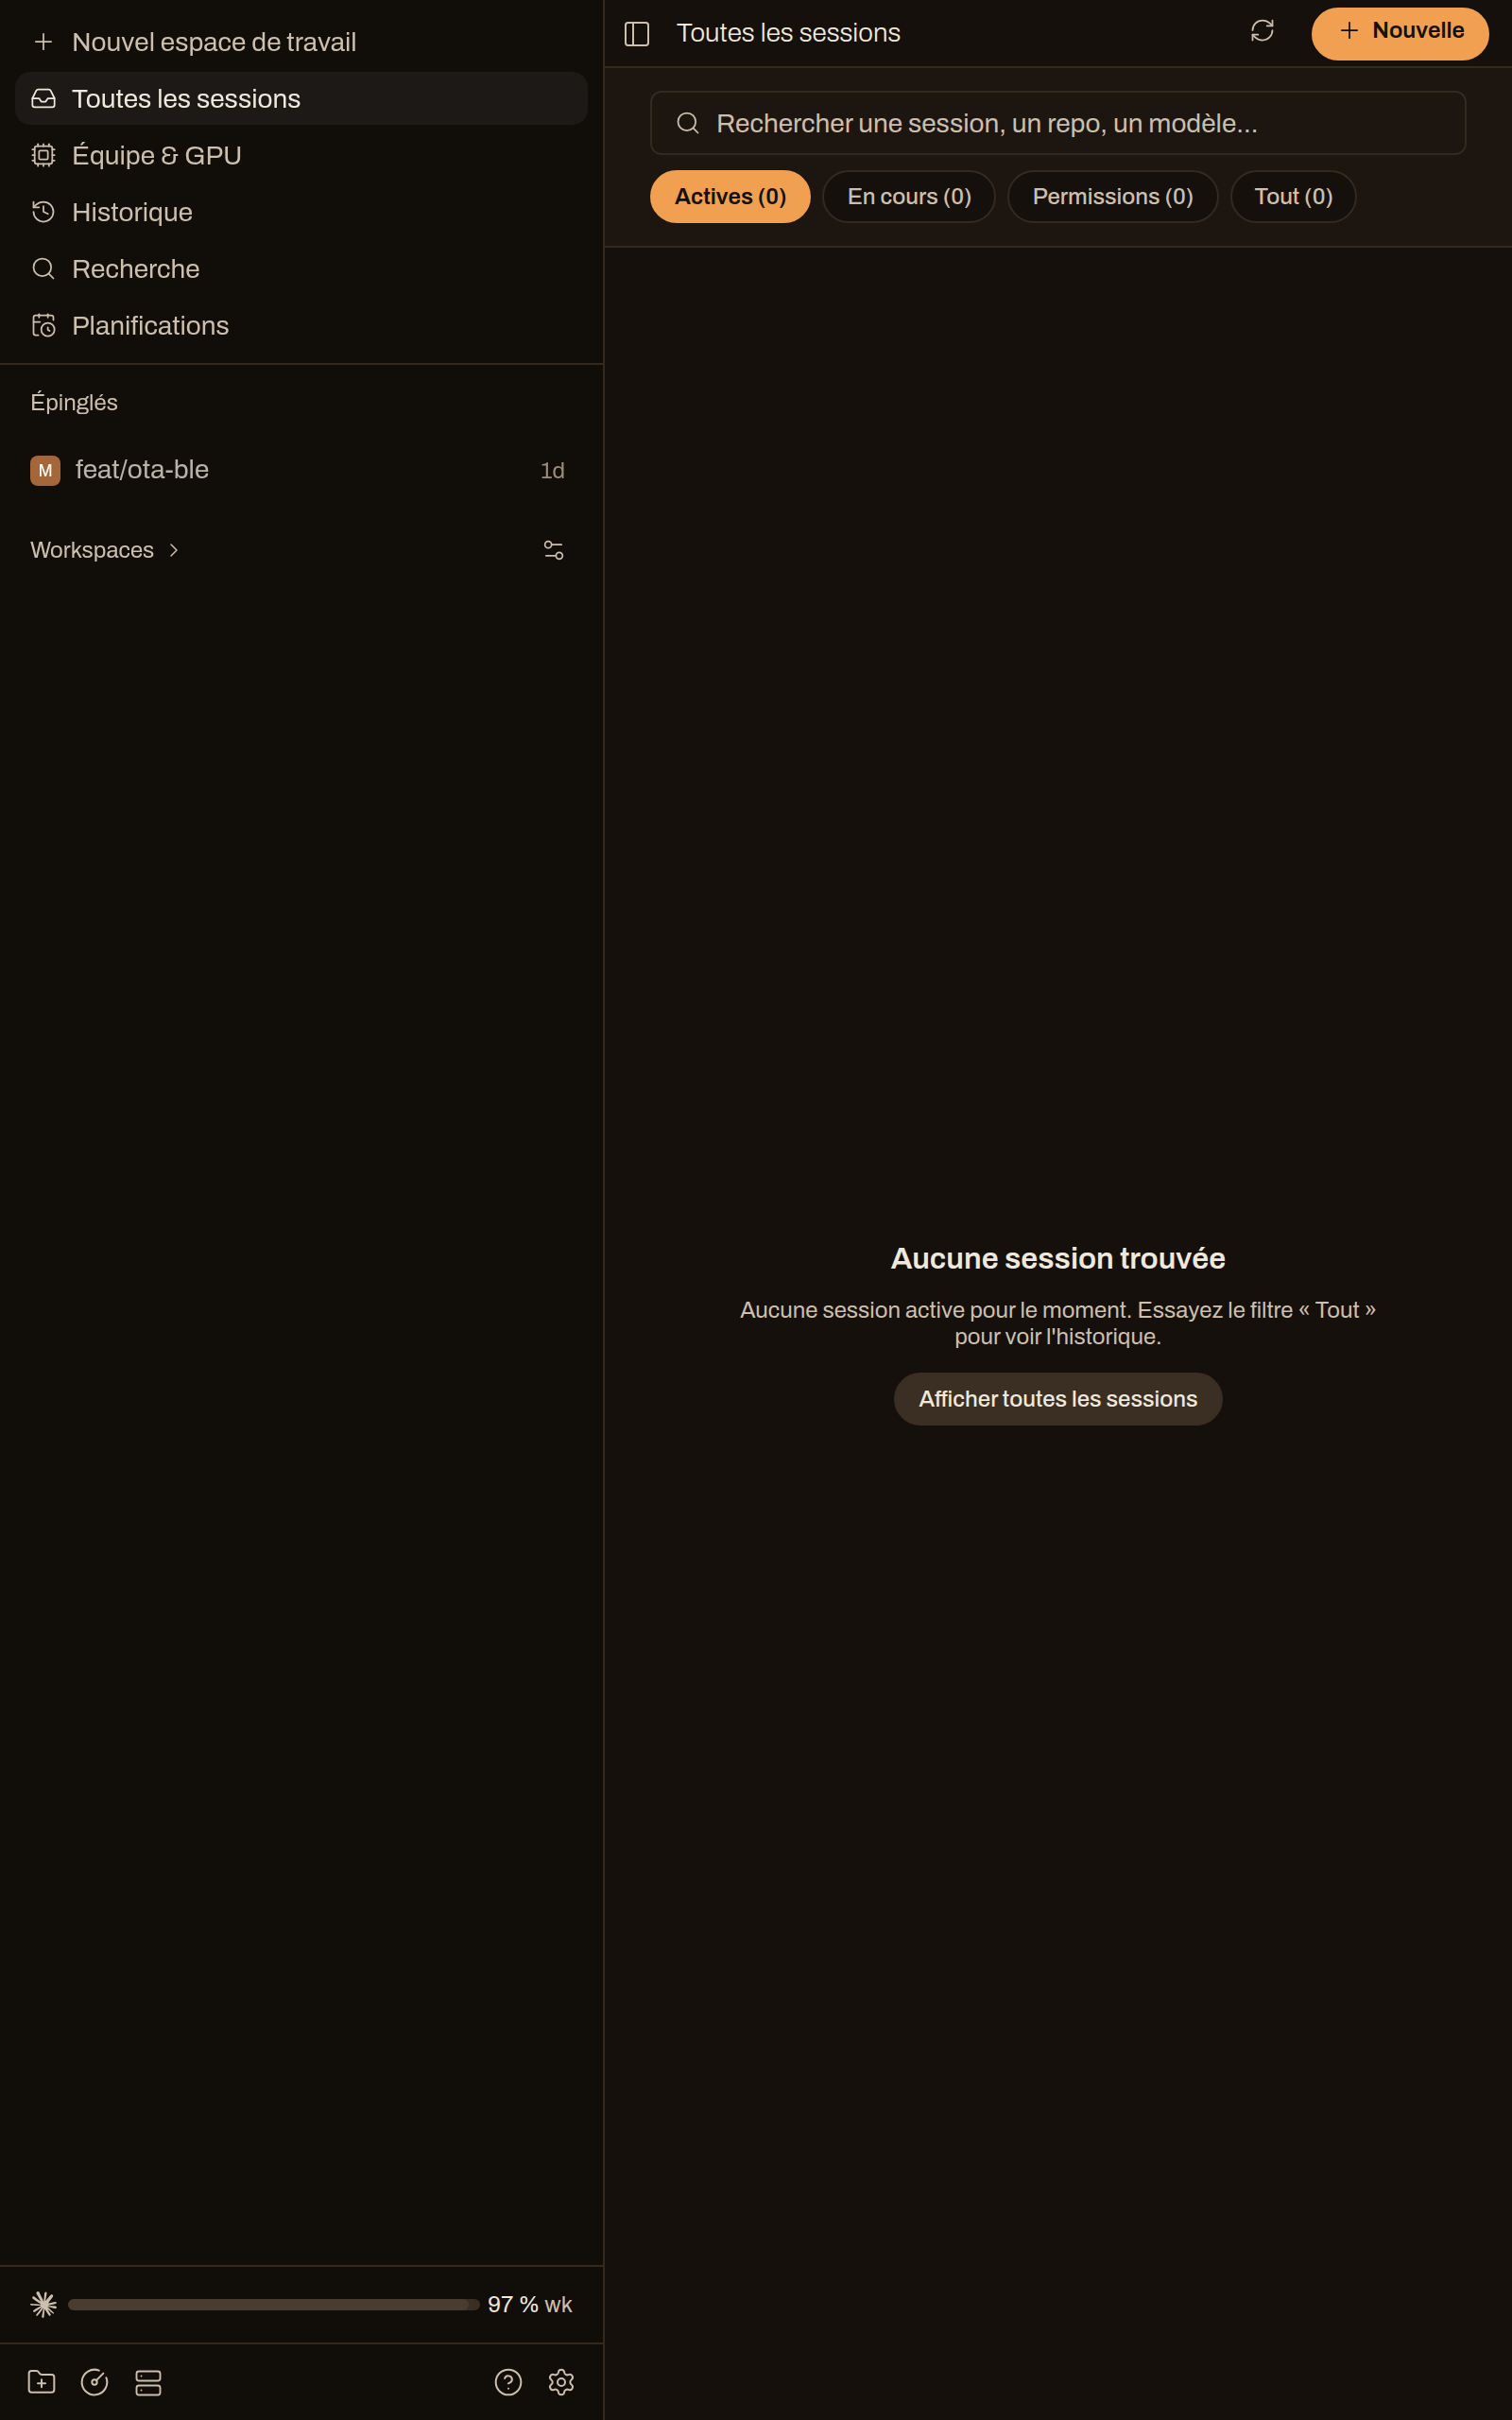 Nouvel espace de travail
Toutes les sessions
Équipe & GPU
Historique
Recherche
Planifications
Épinglés
M feat/ota-ble 1d
Workspaces
97 % wk
Toutes les sessions
Nouvelle
Rechercher une session, un repo, un modèle...
Actives (0) En cours (0) Permissions (0) Tout (0)
Aucune session trouvée
Aucune session active pour le moment. Essayez le filtre « Tout »
pour voir l'historique.
Afficher toutes les sessions